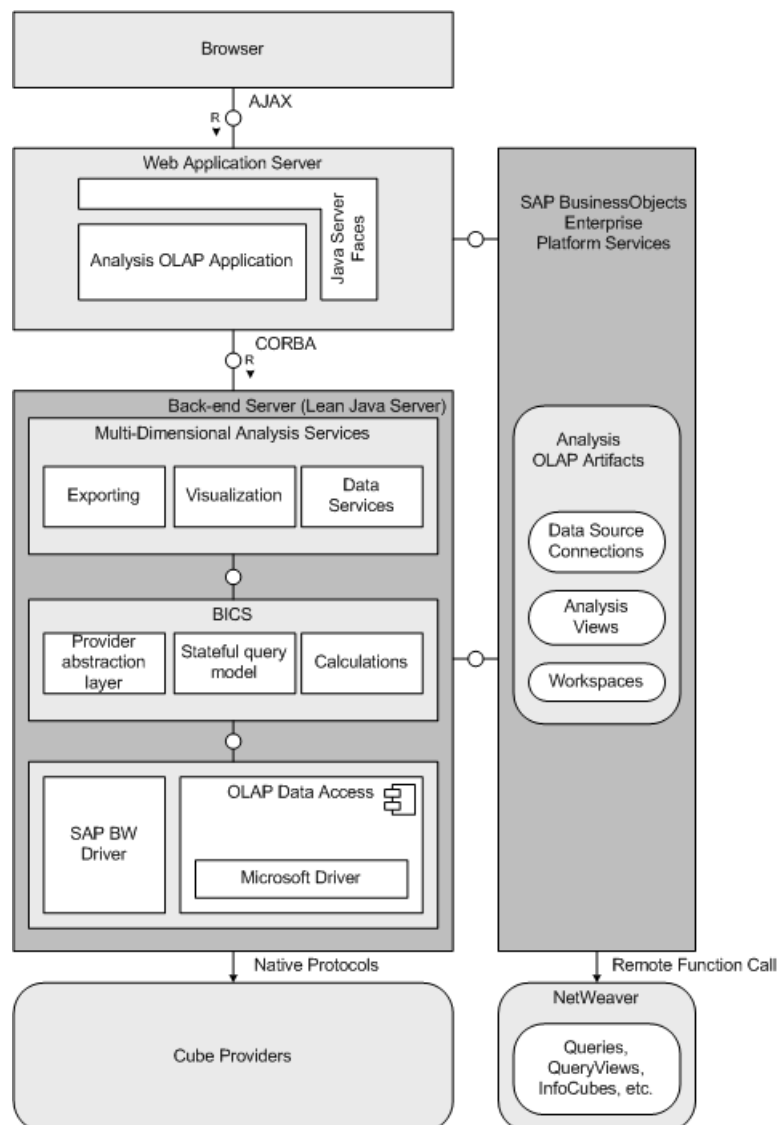 Browser
AJAX
R
Web Application Server
Java Server
Faces
Analysis OLAP Application
SAP BusinessObjects
Enterprise
Platform Services
CORBA
R
Back-end Server (Lean Java Server)
Multi-Dimensional Analysis Services
Exporting
Visualization
Data
Services
BICS
Provider
abstraction
layer
Stateful query
model
Calculations
Analysis
OLAP Artifacts
Data Source
Connections
Analysis
Views
Workspaces
SAP BW
Driver
OLAP Data Access
Microsoft Driver
Native Protocols
Remote Function Call
Cube Providers
NetWeaver
Queries,
QueryViews,
InfoCubes, etc.